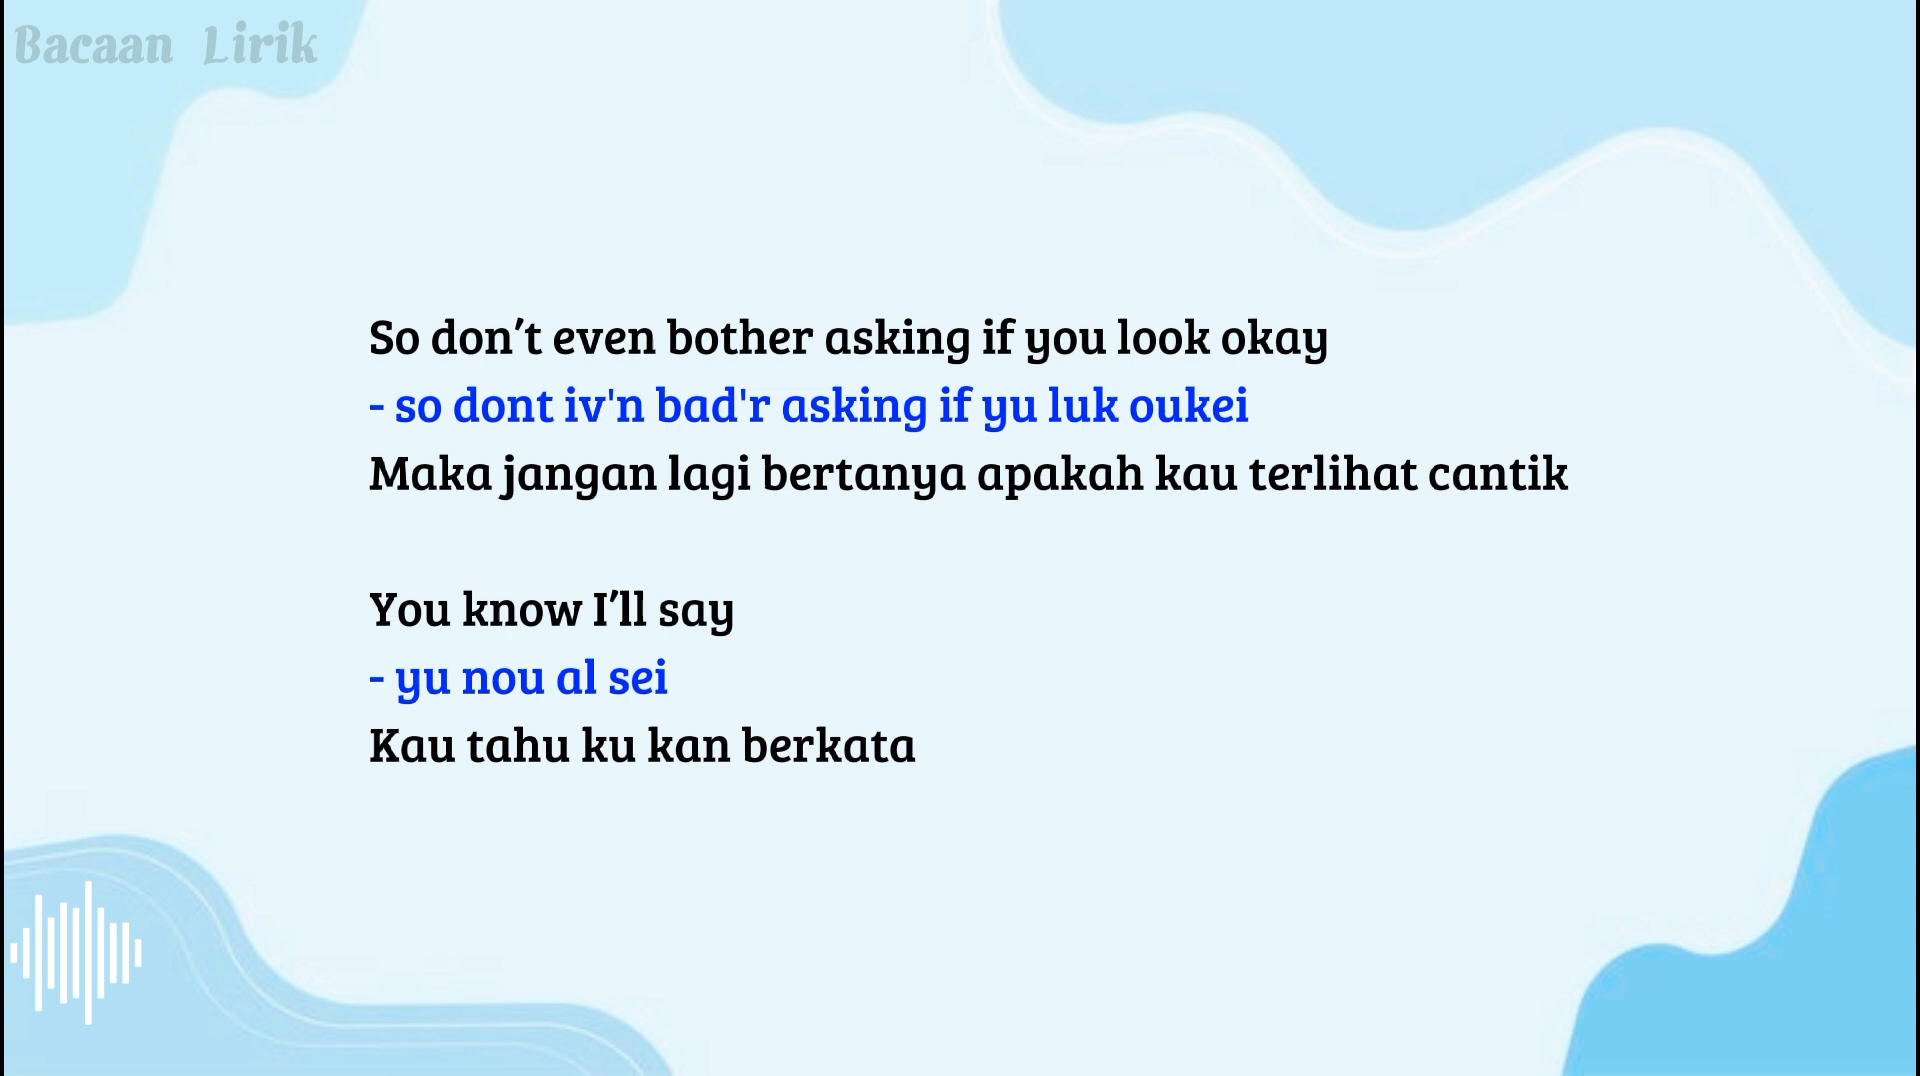 Bacaan Lirik
So don’t even bother asking if you look okay
- so dont iv'n bad'r asking if yu luk oukei
Maka jangan lagi bertanya apakah kau terlihat cantik
You know I’ll say
- yu nou al sei
Kau tahu ku kan berkata